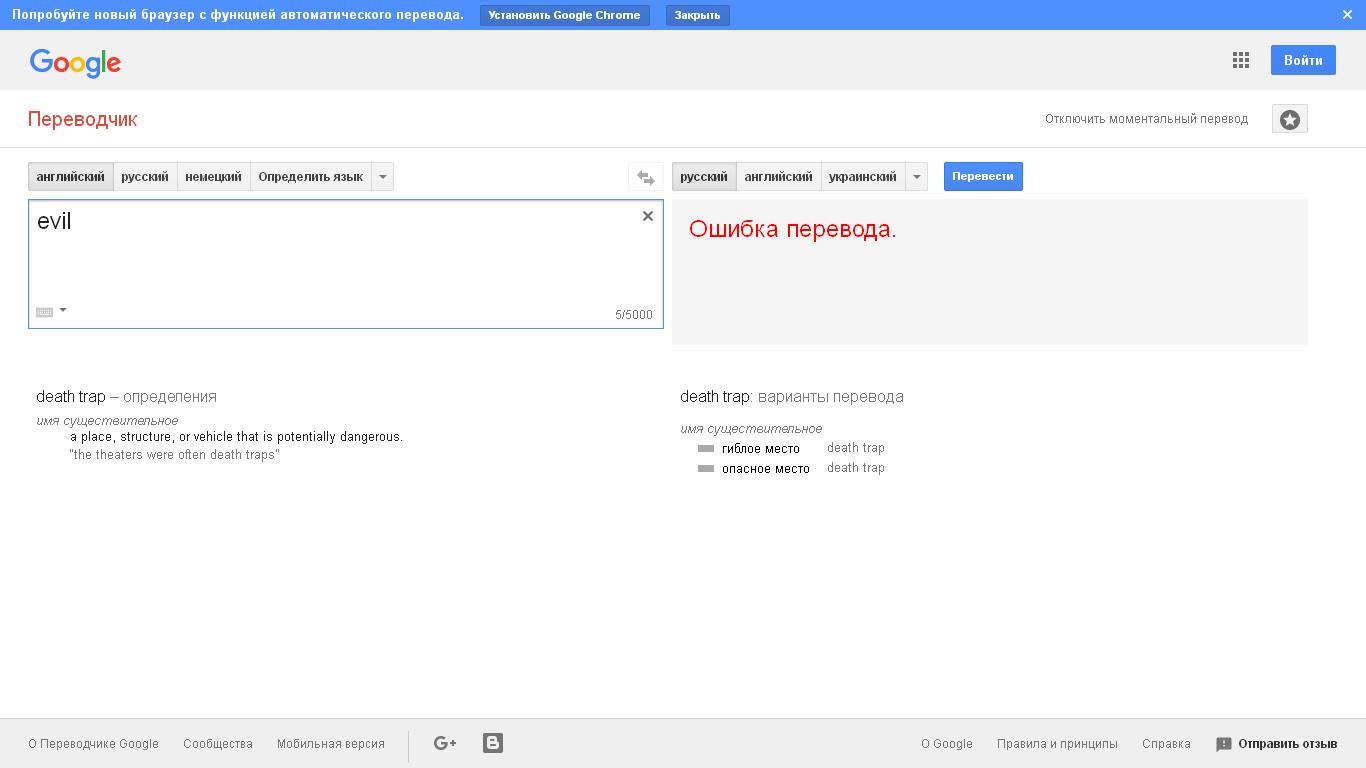 Попробуйте новый браузер с функцией автоматического перевода. Установить Google Chrome Закрыть
Google Войти
Переводчик Отключить моментальный перевод
английский русский немецкий Определить язык русский английский украинский Перевести
evil
Ошибка перевода.
5/5000
death trap – определения
имя существительное
a place, structure, or vehicle that is potentially dangerous.
"the theaters were often death traps"
death trap: варианты перевода
имя существительное
гиблое место death trap
опасное место death trap
О Переводчике Google Сообщества Мобильная версия G+ B О Google Правила и принципы Справка Отправить отзыв